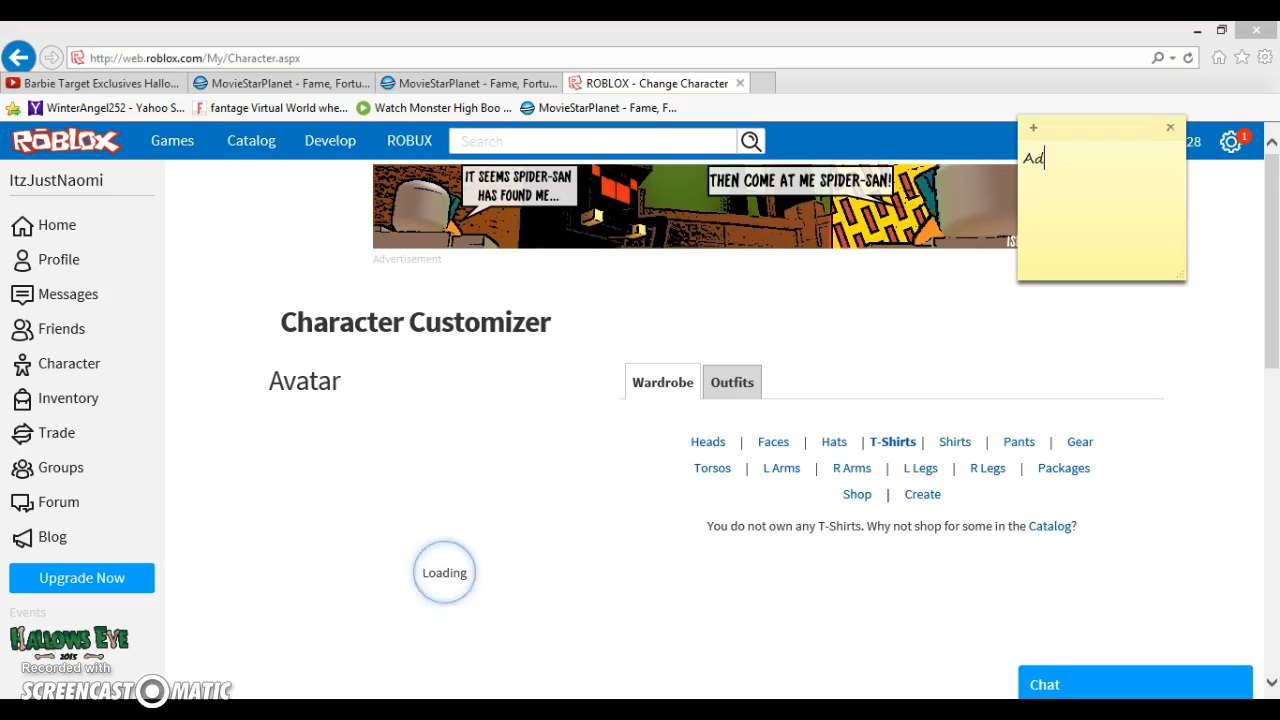 http://web.roblox.com/My/Character.aspx
Barbie Target Exclusives Hallo...
MovieStarPlanet - Fame, Fortu...
MovieStarPlanet - Fame, Fortu...
ROBLOX - Change Character
WinterAngel252 - Yahoo S...
fantage Virtual World whe...
Watch Monster High Boo ...
MovieStarPlanet - Fame, F...
ROBLOX
Games
Catalog
Develop
ROBUX
Search
28
1
Ad
ItzJustNaomi
IT SEEMS SPIDER-SAN
HAS FOUND ME...
THEN COME AT ME SPIDER-SAN!
Advertisement
Home
Profile
Messages
Friends
Character
Inventory
Trade
Groups
Forum
Blog
Upgrade Now
Events
HALLOWS EVE
2015
Character Customizer
Avatar
Loading
Wardrobe
Outfits
Heads | Faces | Hats | T-Shirts | Shirts | Pants | Gear
Torsos | L Arms | R Arms | L Legs | R Legs | Packages
Shop | Create
You do not own any T-Shirts. Why not shop for some in the Catalog?
Chat
Recorded with
SCREENCAST-O-MATIC